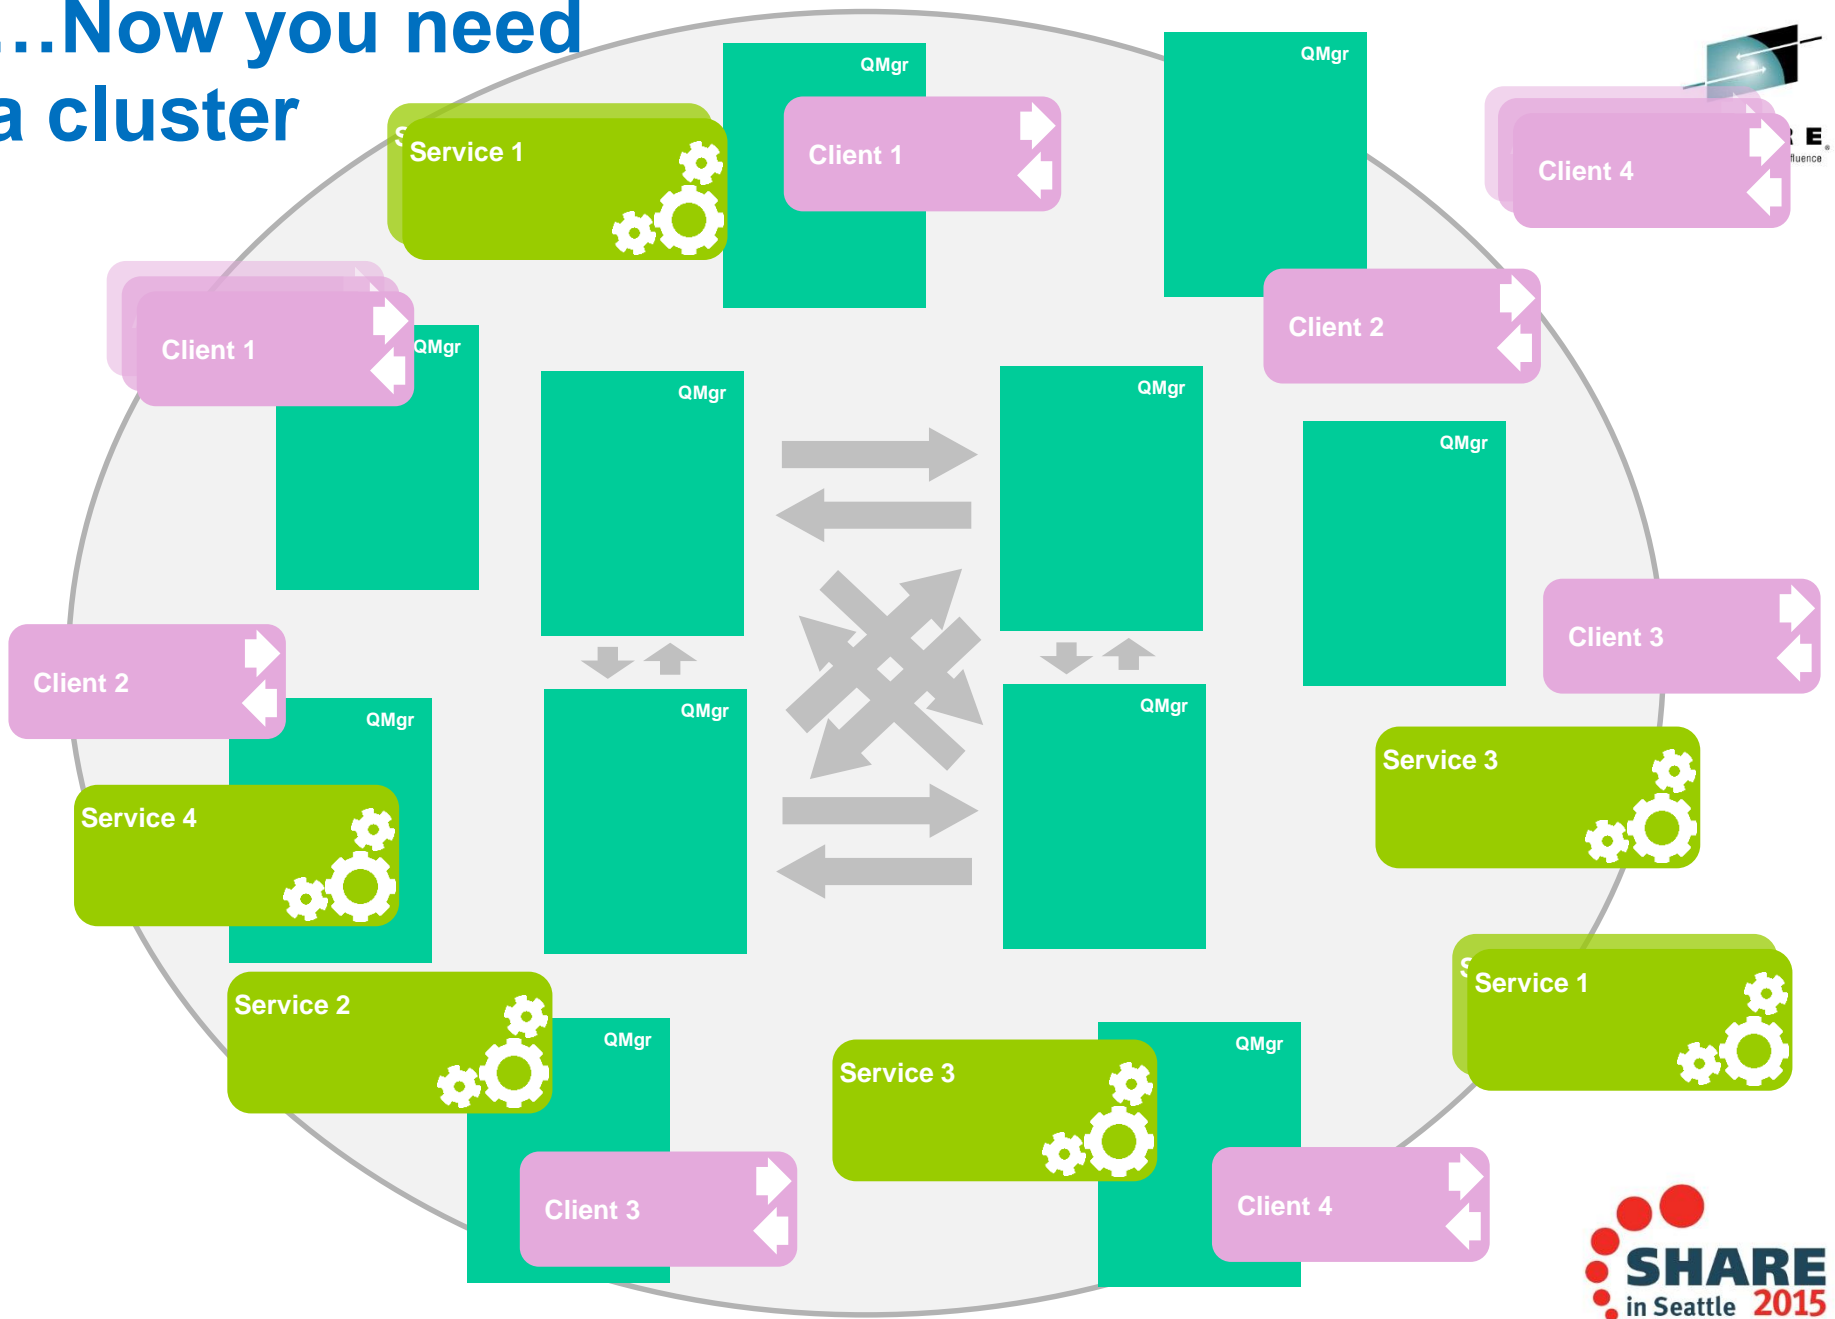 …Now you need
a cluster
QMgr
QMgr
Service 1
Client 1
Client 4
R E.
fluence
Client 1
Client 2
QMgr
QMgr
QMgr
QMgr
Client 2
Client 3
QMgr
QMgr
QMgr
Service 4
Service 3
Service 2
S
Service 1
QMgr
Service 3
QMgr
Client 3
Client 4
SHARE
in Seattle 2015